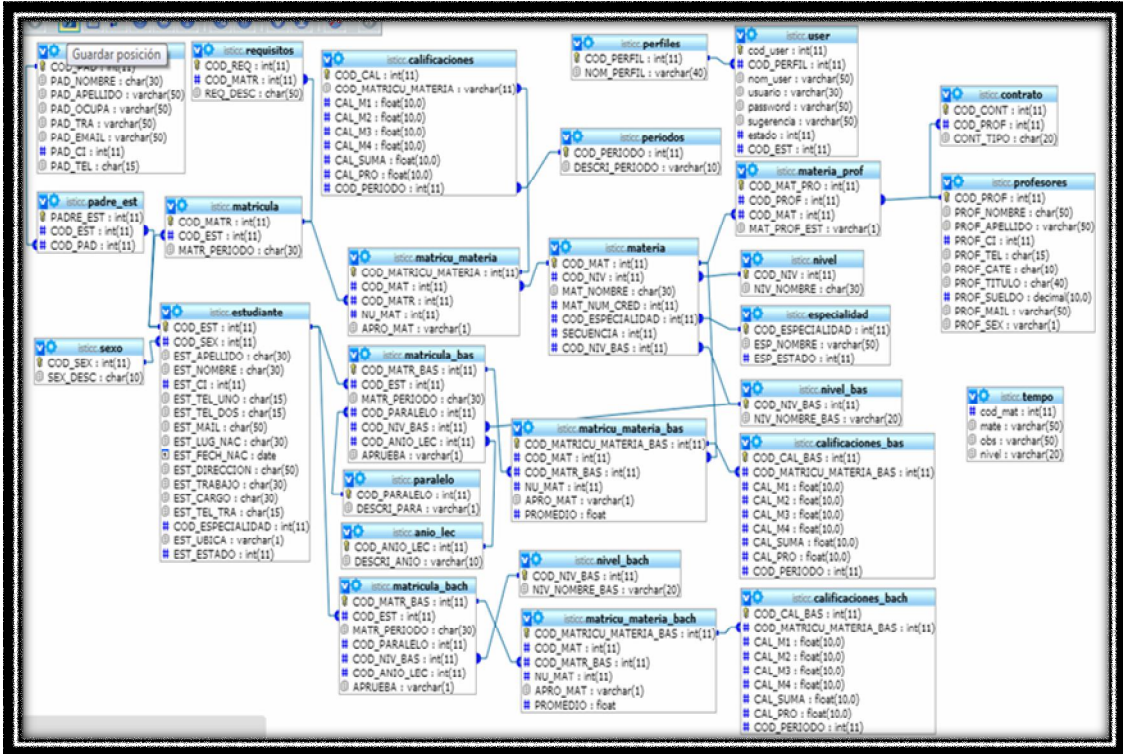 Guardar posición
COD_PAD : int(11)
PAD_NOMBRE : char(30)
PAD_APELLIDO : varchar(50)
PAD_OCUPA : varchar(50)
PAD_TRA : varchar(50)
PAD_EMAIL : varchar(50)
PAD_CI : int(11)
PAD_TEL : char(15)
isticc.requisitos
COD_REQ : int(11)
COD_MATR : int(11)
REQ_DESC : char(50)
isticc.calificaciones
COD_CAL : int(11)
COD_MATRICU_MATERIA : varchar(11)
CAL_M1 : float(10,0)
CAL_M2 : float(10,0)
CAL_M3 : float(10,0)
CAL_M4 : float(10,0)
CAL_SUMA : float(10,0)
CAL_PRO : float(10,0)
COD_PERIODO : int(11)
isticc.perfiles
COD_PERFIL : int(11)
NOM_PERFIL : varchar(40)
isticc.user
cod_user : int(11)
COD_PERFIL : int(11)
nom_user : varchar(50)
usuario : varchar(30)
password : varchar(50)
sugerencia : varchar(50)
estado : int(11)
COD_EST : int(11)
isticc.contrato
COD_CONT : int(11)
COD_PROF : int(11)
CONT_TIPO : char(20)
isticc.periodos
COD_PERIODO : int(11)
DESCRI_PERIODO : varchar(10)
isticc.materia_prof
COD_MAT_PRO : int(11)
COD_PROF : int(11)
COD_MAT : int(11)
MAT_PROF_EST : varchar(1)
isticc.profesores
COD_PROF : int(11)
PROF_NOMBRE : char(50)
PROF_APELLIDO : varchar(50)
PROF_CI : int(11)
PROF_TEL : char(15)
PROF_CATE : char(10)
PROF_TITULO : char(40)
PROF_SUELDO : decimal(10,0)
PROF_MAIL : varchar(50)
PROF_SEX : varchar(1)
isticc.padre_est
PADRE_EST : int(11)
COD_EST : int(11)
COD_PAD : int(11)
isticc.matricula
COD_MATR : int(11)
COD_EST : int(11)
MATR_PERIODO : char(30)
isticc.matricu_materia
COD_MATRICU_MATERIA : int(11)
COD_MAT : int(11)
COD_MATR : int(11)
NU_MAT : int(11)
APRO_MAT : varchar(1)
isticc.materia
COD_MAT : int(11)
COD_NIV : int(11)
MAT_NOMBRE : char(30)
MAT_NUM_CRED : int(11)
COD_ESPECIALIDAD : int(11)
SECUENCIA : int(11)
COD_NIV_BAS : int(11)
isticc.nivel
COD_NIV : int(11)
NIV_NOMBRE : char(30)
isticc.especialidad
COD_ESPECIALIDAD : int(11)
ESP_NOMBRE : varchar(50)
ESP_ESTADO : int(11)
isticc.estudiante
COD_EST : int(11)
COD_SEX : int(11)
EST_APELLIDO : char(30)
EST_NOMBRE : char(30)
EST_CI : int(11)
EST_TEL_UNO : char(15)
EST_TEL_DOS : char(15)
EST_MAIL : char(50)
EST_LUG_NAC : char(30)
EST_FECH_NAC : date
EST_DIRECCION : char(50)
EST_TRABAJO : char(30)
EST_CARGO : char(30)
EST_TEL_TRA : char(15)
COD_ESPECIALIDAD : int(11)
EST_UBICA : varchar(1)
EST_ESTADO : int(11)
isticc.sexo
COD_SEX : int(11)
SEX_DESC : char(10)
isticc.matricula_bas
COD_MATR_BAS : int(11)
COD_EST : int(11)
MATR_PERIODO : char(30)
COD_PARALELO : int(11)
COD_NIV_BAS : int(11)
COD_ANIO_LEC : int(11)
APRUEBA : varchar(1)
isticc.nivel_bas
COD_NIV_BAS : int(11)
NIV_NOMBRE_BAS : varchar(20)
isticc.tempo
cod_mat : int(11)
mate : varchar(50)
obs : varchar(50)
nivel : varchar(20)
isticc.matricu_materia_bas
COD_MATRICU_MATERIA_BAS : int(11)
COD_MAT : int(11)
COD_MATR_BAS : int(11)
NU_MAT : int(11)
APRO_MAT : varchar(1)
PROMEDIO : float
isticc.calificaciones_bas
COD_CAL_BAS : int(11)
COD_MATRICU_MATERIA_BAS : int(11)
CAL_M1 : float(10,0)
CAL_M2 : float(10,0)
CAL_M3 : float(10,0)
CAL_M4 : float(10,0)
CAL_SUMA : float(10,0)
CAL_PRO : float(10,0)
COD_PERIODO : int(11)
isticc.paralelo
COD_PARALELO : int(11)
DESCRI_PARA : varchar(1)
isticc.anio_lec
COD_ANIO_LEC : int(11)
DESCRI_ANIO : varchar(10)
isticc.matricula_bach
COD_MATR_BAS : int(11)
COD_EST : int(11)
MATR_PERIODO : char(30)
COD_PARALELO : int(11)
COD_NIV_BAS : int(11)
COD_ANIO_LEC : int(11)
APRUEBA : varchar(1)
isticc.nivel_bach
COD_NIV_BAS : int(11)
NIV_NOMBRE_BAS : varchar(20)
isticc.matricu_materia_bach
COD_MATRICU_MATERIA_BAS : int(11)
COD_MAT : int(11)
COD_MATR_BAS : int(11)
NU_MAT : int(11)
APRO_MAT : varchar(1)
PROMEDIO : float
isticc.calificaciones_bach
COD_CAL_BAS : int(11)
COD_MATRICU_MATERIA_BAS : int(11)
CAL_M1 : float(10,0)
CAL_M2 : float(10,0)
CAL_M3 : float(10,0)
CAL_M4 : float(10,0)
CAL_SUMA : float(10,0)
CAL_PRO : float(10,0)
COD_PERIODO : int(11)